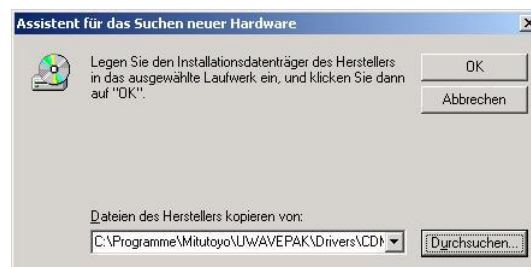 Assistent für das Suchen neuer Hardware
Legen Sie den Installationsdatenträger des Herstellers
in das ausgewählte Laufwerk ein, und klicken Sie dann
auf "OK".
OK
Abbrechen
Dateien des Herstellers kopieren von:
C:\Programme\Mitutoyo\UWAVEPAK\Drivers\CDM
Durchsuchen...